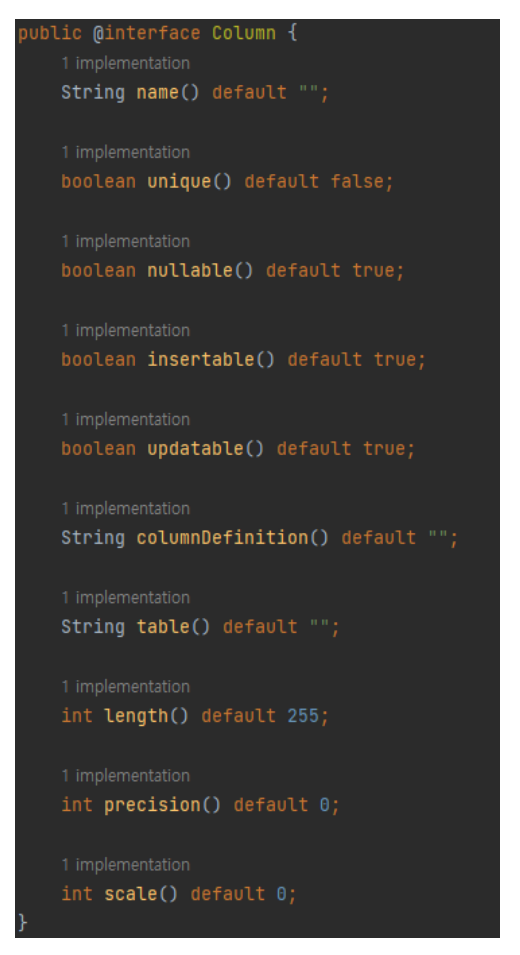 public @interface Column {
1 implementation
String name() default "";
1 implementation
boolean unique() default false;
1 implementation
boolean nullable() default true;
1 implementation
boolean insertable() default true;
1 implementation
boolean updatable() default true;
1 implementation
String columnDefinition() default "";
1 implementation
String table() default "";
1 implementation
int length() default 255;
1 implementation
int precision() default 0;
1 implementation
int scale() default 0;
}